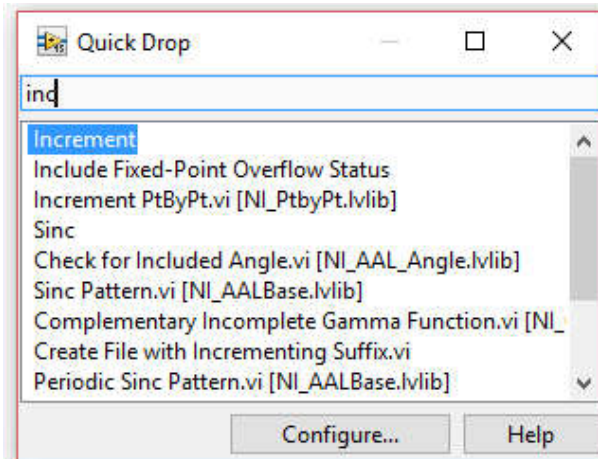 Quick Drop
inc
Increment
Include Fixed-Point Overflow Status
Increment PtByPt.vi [NI_PtbyPt.lvlib]
Sinc
Check for Included Angle.vi [NI_AAL_Angle.lvlib]
Sinc Pattern.vi [NI_AALBase.lvlib]
Complementary Incomplete Gamma Function.vi [NI_
Create File with Incrementing Suffix.vi
Periodic Sinc Pattern.vi [NI_AALBase.lvlib]
Configure... Help